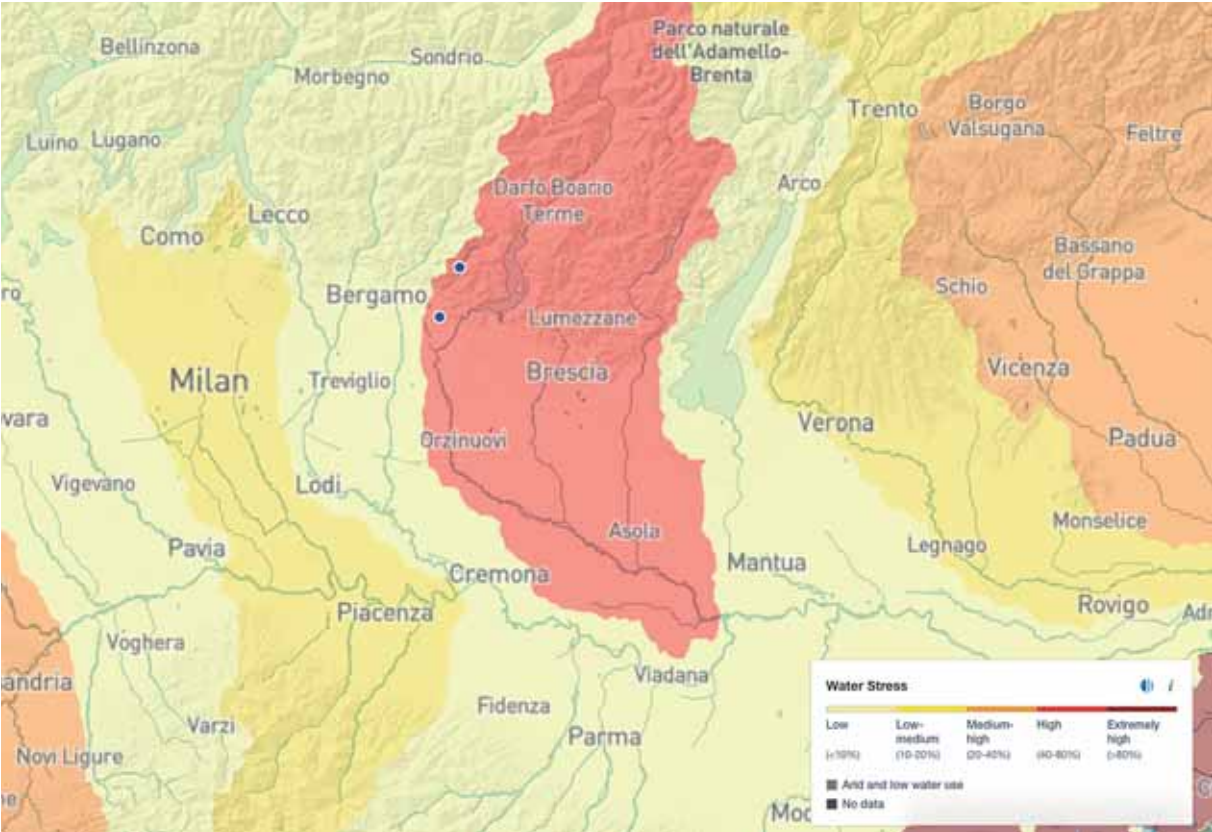 Bellinzona
Sondrio
Parco naturale
dell'Adamello-
Brenta
Morbegno
Trento
Borgo
Valsugana
Feltre
Luino
Lugano
Arco
Darfo Boario
Terme
Lecco
Como
Bassano
del Grappa
ro
Bergamo
Schio
Lumezzane
Milan
Treviglio
Brescia
Vicenza
vara
Verona
Padua
Orzinuovi
Vigevano
Lodi
Monselice
Asola
Pavia
Legnago
Cremona
Mantua
Piacenza
Rovigo
Adr
Voghera
Viadana
andria
Fidenza
Varzi
Parma
Novi Ligure
Water Stress
i
Low
(<10%)
Low-
medium
(10-20%)
Medium-
high
(20-40%)
High
(40-80%)
Extremely
high
(>80%)
Arid and low water use
No data
Moc